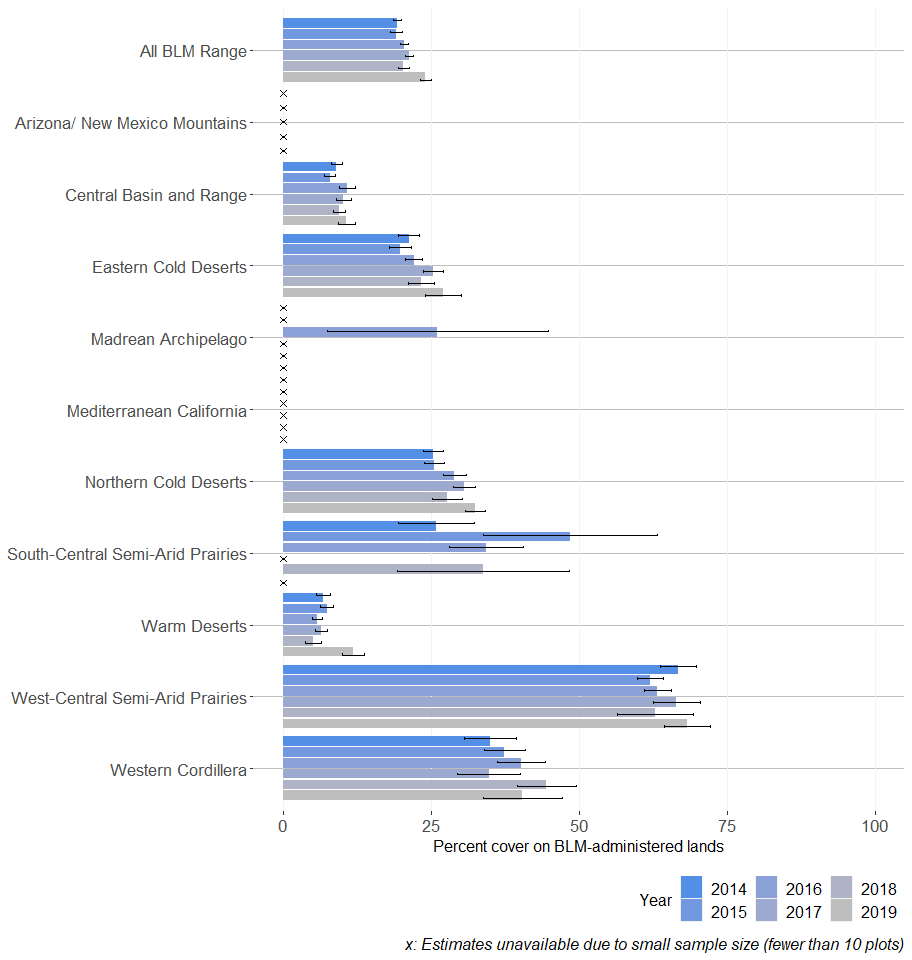 All BLM Range
Arizona/ New Mexico Mountains
Central Basin and Range
Eastern Cold Deserts
Madrean Archipelago
Mediterranean California
Northern Cold Deserts
South-Central Semi-Arid Prairies
Warm Deserts
West-Central Semi-Arid Prairies
Western Cordillera
0 25 50 75 100
Percent cover on BLM-administered lands
Year
2014 2016 2018
2015 2017 2019
x: Estimates unavailable due to small sample size (fewer than 10 plots)